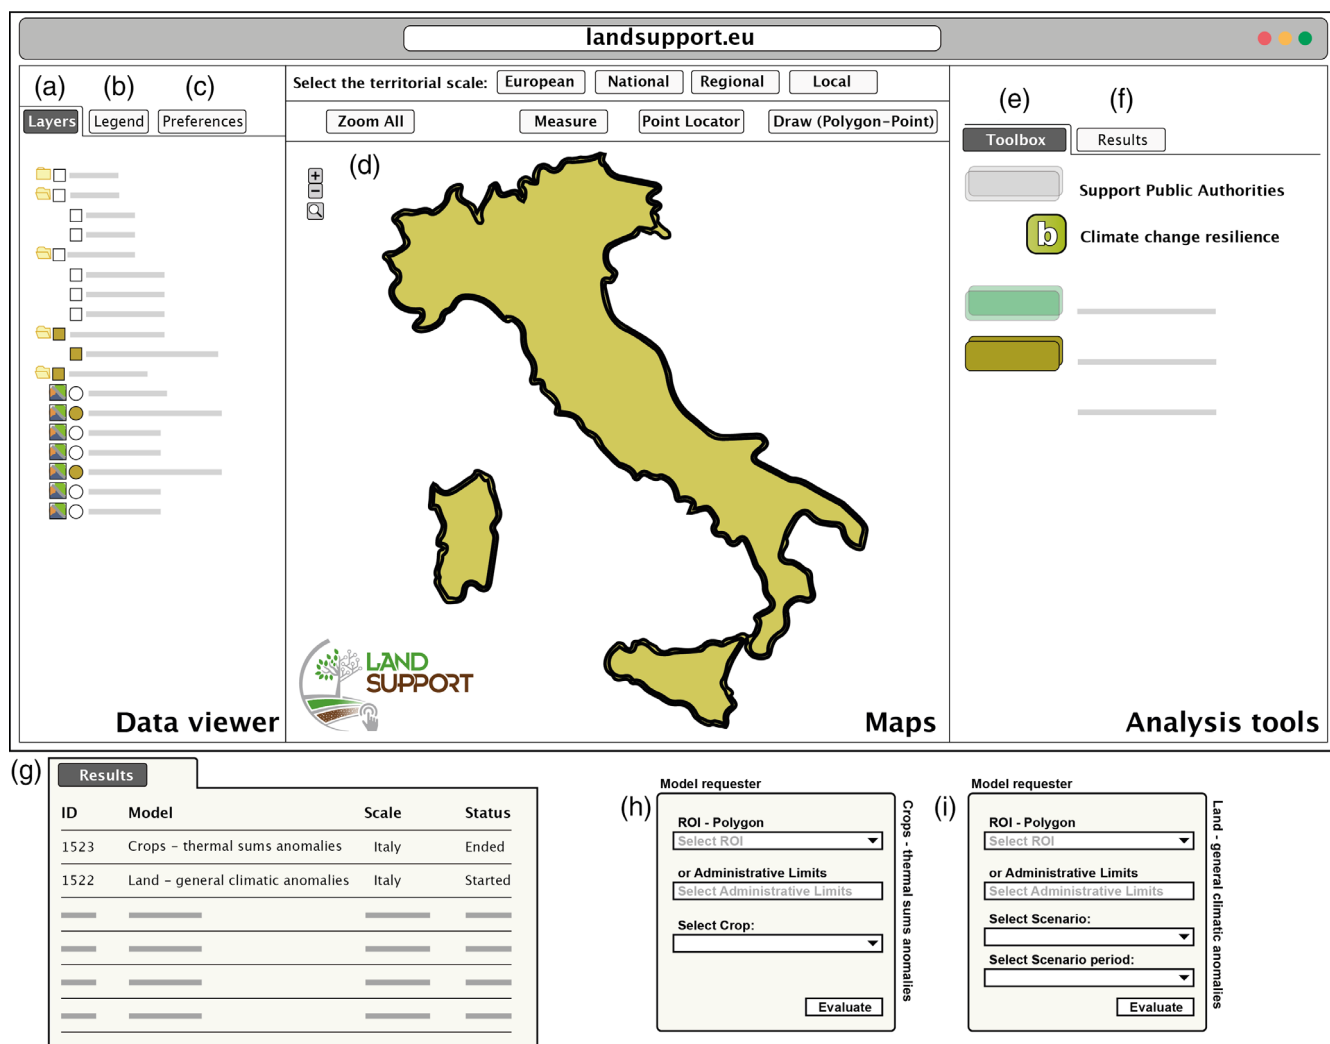 landsupport.eu
(a) (b) (c)
Layers Legend Preferences
Select the territorial scale: European National Regional Local
Zoom All Measure Point Locator Draw (Polygon-Point)
(d)
+
−
(e) (f)
Toolbox Results
Support Public Authorities
b Climate change resilience
LAND
SUPPORT
Data viewer
Maps
Analysis tools
(g)
Results
ID Model Scale Status
1523 Crops - thermal sums anomalies Italy Ended
1522 Land - general climatic anomalies Italy Started
(h)
Model requester
ROI - Polygon
Select ROI
or Administrative Limits
Select Administrative Limits
Select Crop:
Evaluate
Crops - thermal sums anomalies
(i)
Model requester
ROI - Polygon
Select ROI
or Administrative Limits
Select Administrative Limits
Select Scenario:
Select Scenario period:
Evaluate
Land - general climatic anomalies